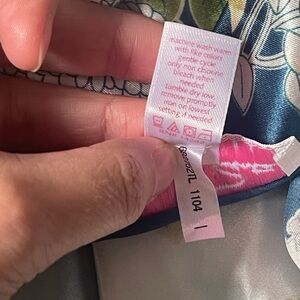 machine wash warm
with like colors
gentle cycle
only non chlorine
bleach when
needed
tumble dry low
remove promptly
iron on lowest
setting if needed
1104